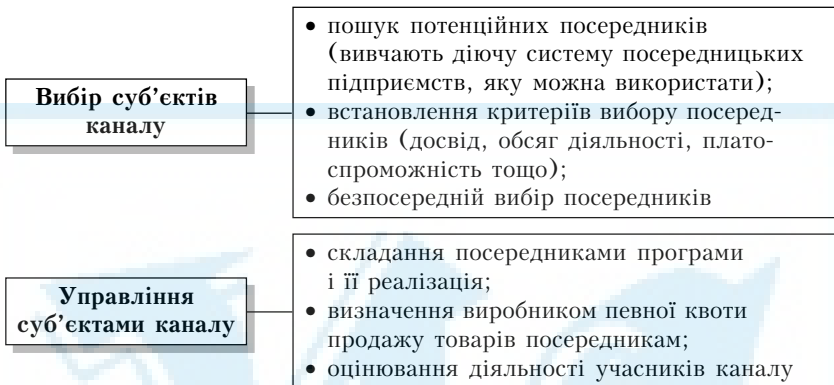 Вибір суб’єктів
каналу
• пошук потенційних посередників
(вивчають діючу систему посередницьких
підприємств, яку можна використати);
• встановлення критеріїв вибору посеред-
ників (досвід, обсяг діяльності, плато-
спроможність тощо);
• безпосередній вибір посередників
Управління
суб’єктами каналу
• складання посередниками програми
і її реалізація;
• визначення виробником певної квоти
продажу товарів посередникам;
• оцінювання діяльності учасників каналу